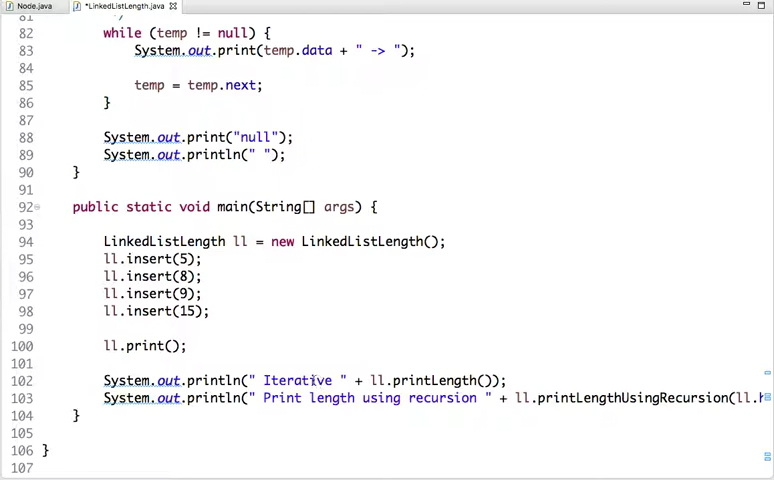 Node.java *LinkedListLength.java
81 */
82 while (temp != null) {
83 System.out.print(temp.data + " -> ");
84
85 temp = temp.next;
86 }
87
88 System.out.print("null");
89 System.out.println(" ");
90 }
91
92 public static void main(String[] args) {
93
94 LinkedListLength ll = new LinkedListLength();
95 ll.insert(5);
96 ll.insert(8);
97 ll.insert(9);
98 ll.insert(15);
99
100 ll.print();
101
102 System.out.println(" Iterative " + ll.printLength());
103 System.out.println(" Print length using recursion " + ll.printLengthUsingRecursion(ll.h
104 }
105
106 }
107